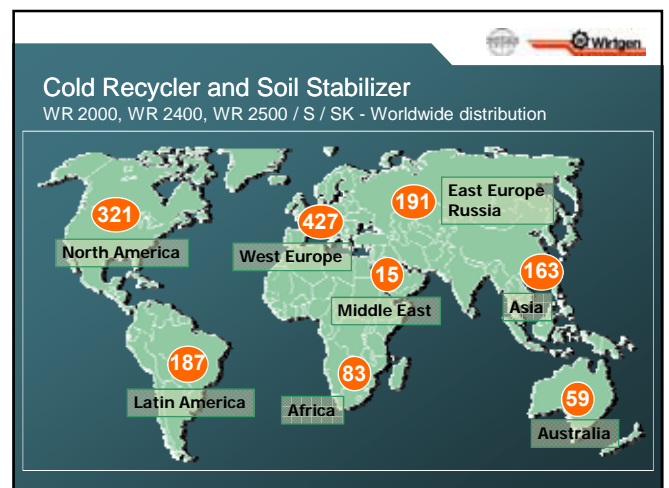 Wirtgen
Cold Recycler and Soil Stabilizer
WR 2000, WR 2400, WR 2500 / S / SK - Worldwide distribution
321
North America
427
West Europe
191
East Europe
Russia
15
Middle East
163
Asia
187
Latin America
83
Africa
59
Australia